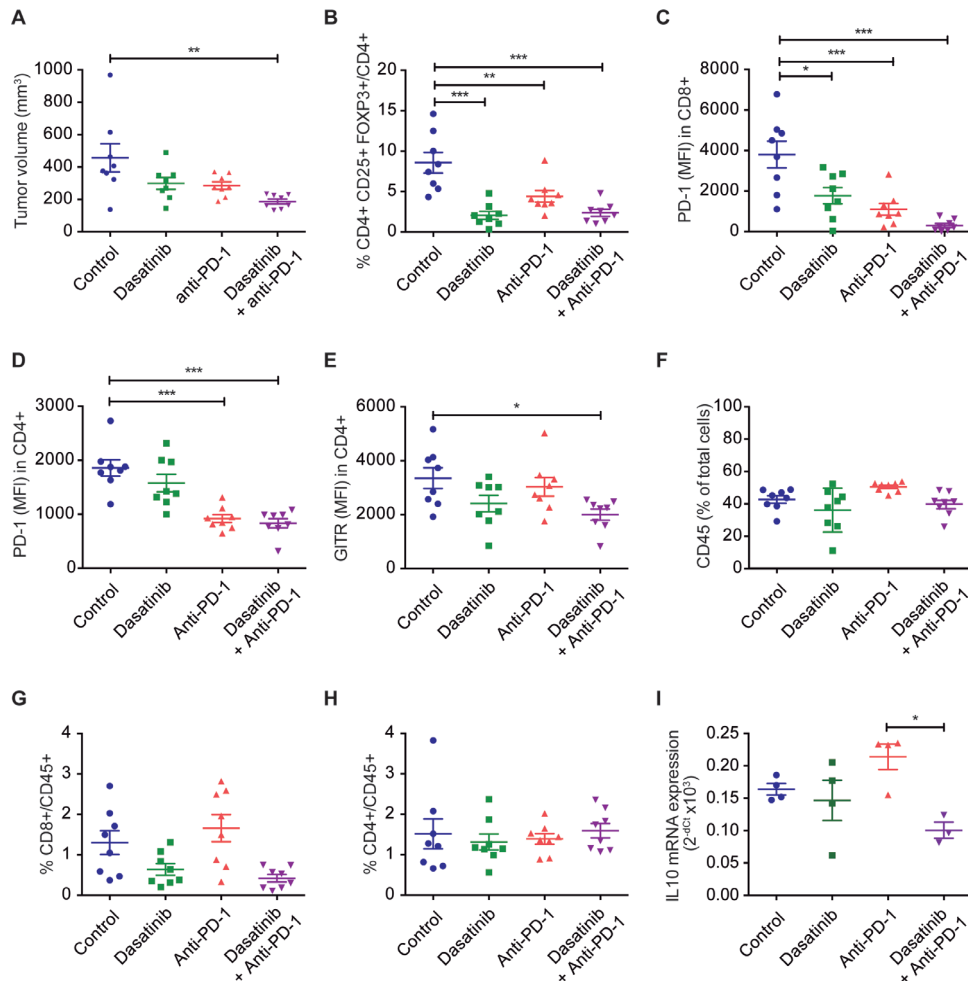 A
**
Tumor volume (mm³)
1000
800
600
400
200
0
Control
Dasatinib
anti-PD-1
Dasatinib
+ anti-PD-1
B
***
**
***
% CD4+ CD25+ FOXP3+/CD4+
20
15
10
5
0
Control
Dasatinib
Anti-PD-1
Dasatinib
+ Anti-PD-1
C
***
***
*
PD-1 (MFI) in CD8+
8000
6000
4000
2000
0
Control
Dasatinib
Anti-PD-1
Dasatinib
+ Anti-PD-1
D
***
***
PD-1 (MFI) in CD4+
3000
2000
1000
0
Control
Dasatinib
Anti-PD-1
Dasatinib
+ Anti-PD-1
E
*
GITR (MFI) in CD4+
6000
4000
2000
0
Control
Dasatinib
Anti-PD-1
Dasatinib
+ Anti-PD-1
F
CD45 (% of total cells)
100
80
60
40
20
0
Control
Dasatinib
Anti-PD-1
Dasatinib
+ Anti-PD-1
G
% CD8+/CD45+
4
3
2
1
0
Control
Dasatinib
Anti-PD-1
Dasatinib
+ Anti-PD-1
H
% CD4+/CD45+
4
3
2
1
0
Control
Dasatinib
Anti-PD-1
Dasatinib
+ Anti-PD-1
I
*
IL10 mRNA expression
(2⁻ᵈᶜᵗ x10³)
0.25
0.20
0.15
0.10
0.05
0.00
Control
Dasatinib
Anti-PD-1
Dasatinib
+ Anti-PD-1